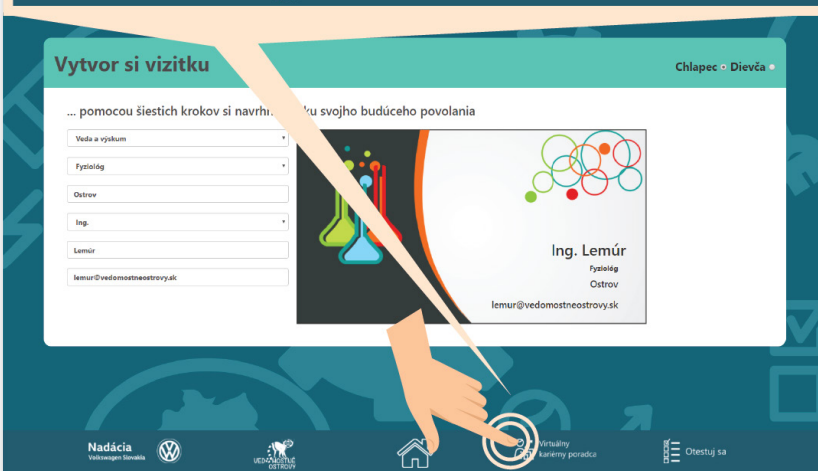 Vytvor si vizitku
Chlapec Dievča
... pomocou šiestich krokov si navrhni ku svojho budúceho povolania
Veda a výskum
Fyziológ
Ostrov
Ing.
Lemúr
lemur@vedomostneostrovy.sk
Ing. Lemúr
Fyziológ
Ostrov
lemur@vedomostneostrovy.sk
Nadácia
Volkswagen Slovakia
VEDOMOSTNÉ
OSTROVY
Virtuálny
kariérny poradca
Otestuj sa